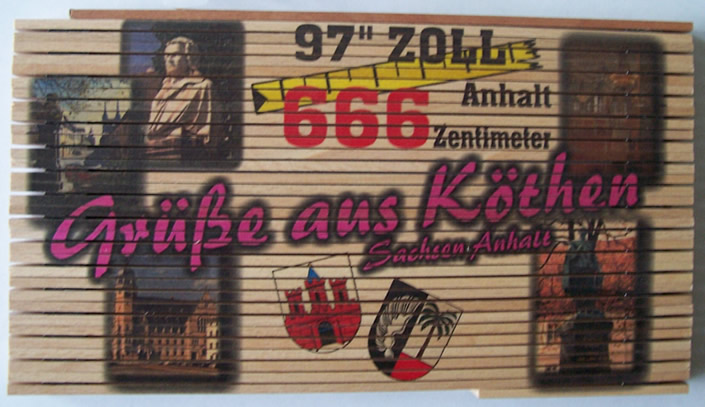 97" ZOLL
666
Anhalt
Zentimeter
Grüße aus Köthen
Sachsen-Anhalt